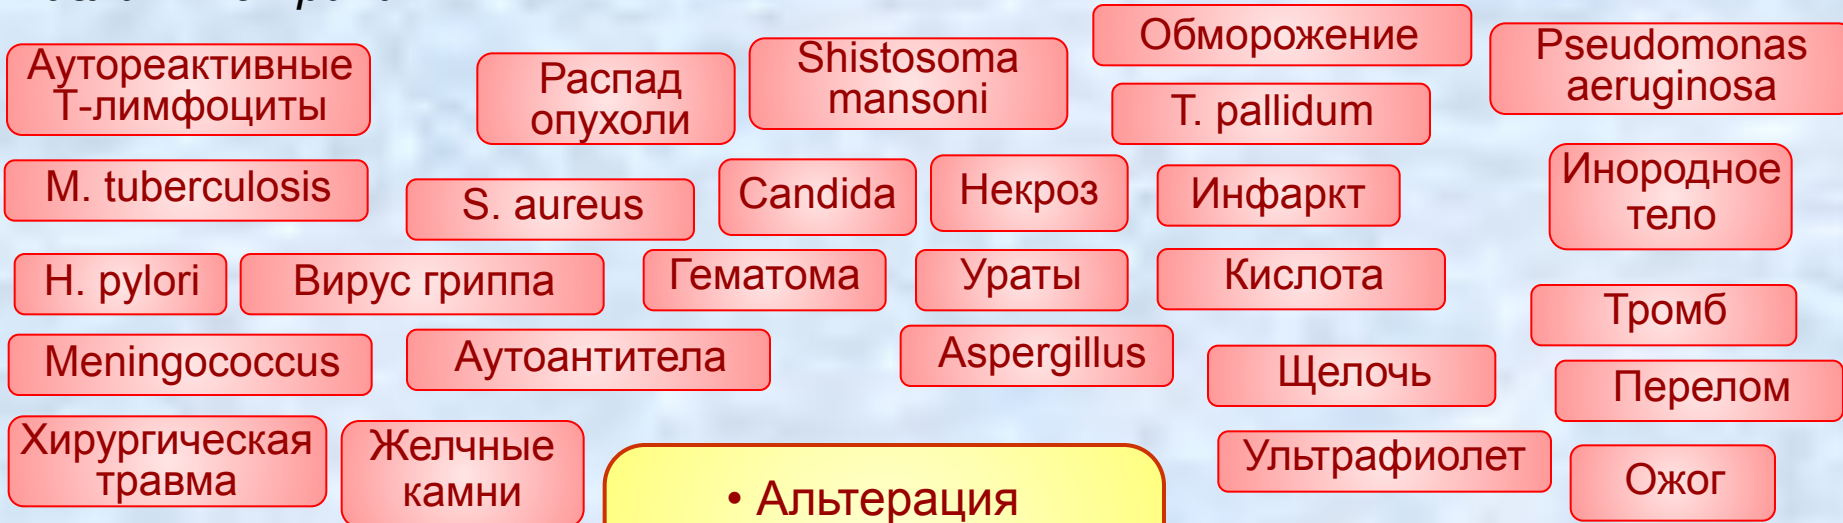 Аутореактивные
Т-лимфоциты
Распад
опухоли
Shistosoma
mansoni
Обморожение
Pseudomonas
aeruginosa
T. pallidum
M. tuberculosis
S. aureus
Candida
Некроз
Инфаркт
Инородное
тело
H. pylori
Вирус гриппа
Гематома
Ураты
Кислота
Тромб
Meningococcus
Аутоантитела
Aspergillus
Щелочь
Перелом
Хирургическая
травма
Желчные
камни
Ультрафиолет
Ожог
• Альтерация